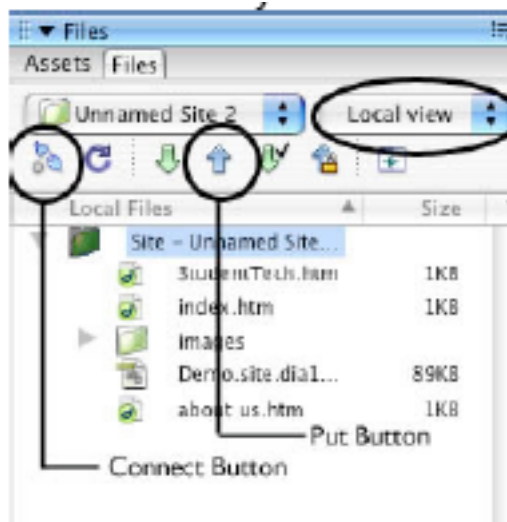 Files
Assets Files
Unnamed Site 2 Local view
Local Files Size
Site - Unnamed Site...
StudentTech.htm 1KB
index.htm 1KB
images
Demo.site.dia1... 89KB
about us.htm 1KB
Put Button
Connect Button